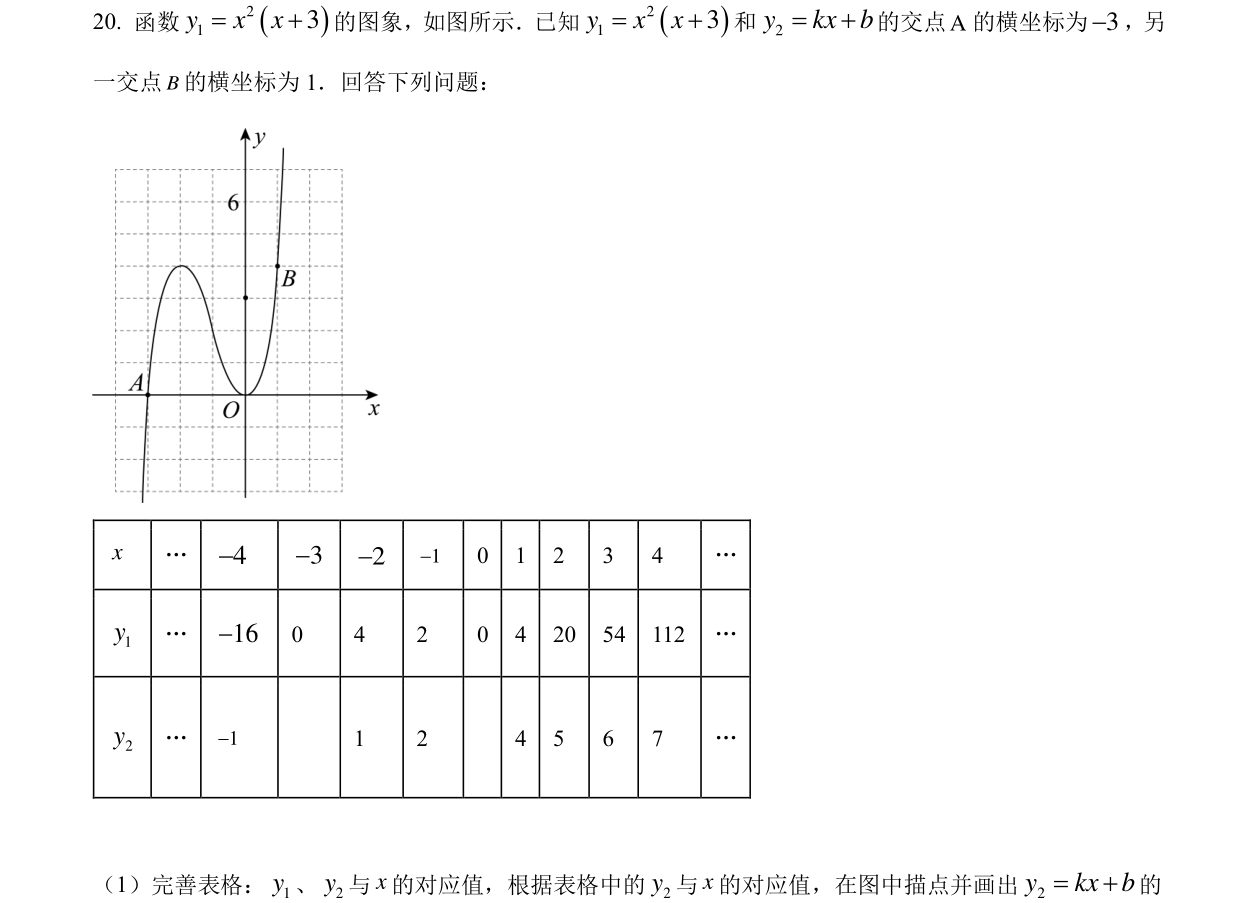 20. 函数 y₁ = x²(x+3)的图象，如图所示．已知 y₁ = x²(x+3)和 y₂ = kx+b 的交点 A 的横坐标为 –3，另
一交点 B 的横坐标为 1．回答下列问题：
y
6
B
A
O
x
x … –4 –3 –2 –1 0 1 2 3 4 …
y₁ … –16 0 4 2 0 4 20 54 112 …
y₂ … –1 1 2 4 5 6 7 …
（1）完善表格： y₁、 y₂ 与 x 的对应值，根据表格中的 y₂ 与 x 的对应值，在图中描点并画出 y₂ = kx+b 的